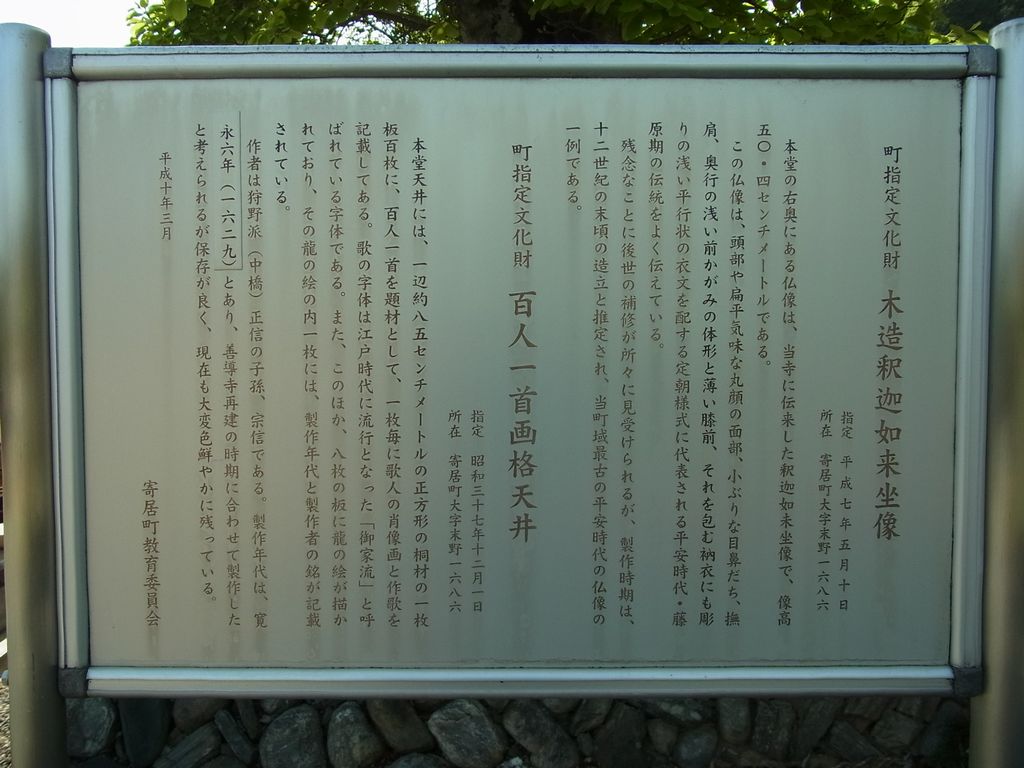 町指定文化財　木造釈迦如来坐像
指定　平成七年五月十日
所在　寄居町大字末野一六八六
本堂の右奥にある仏像は、当寺に伝来した釈迦如来坐像で、像高
五〇・四センチメートルである。
この仏像は、頭部や扁平気味な丸顔の面部、小ぶりな目鼻だち、撫
肩、奥行の浅い前かがみの体形と薄い膝前、それを包む衲衣にも彫
りの浅い平行状の衣文を配する定朝様式に代表される平安時代・藤
原期の伝統をよく伝えている。
残念なことに後世の補修が所々に見受けられるが、製作時期は、
十二世紀の末頃の造立と推定され、当町域最古の平安時代の仏像の
一例である。
町指定文化財　百人一首画格天井
指定　昭和三十七年十二月一日
所在　寄居町大字末野一六八六
本堂天井には、一辺約八五センチメートルの正方形の桐材の一枚
板百枚に、百人一首を題材として、一枚毎に歌人の肖像画と作歌を
記載してある。歌の字体は江戸時代に流行となった「御家流」と呼
ばれている字体である。また、このほか、八枚の板に龍の絵が描か
れており、その龍の絵の内一枚には、製作年代と製作者の銘が記載
されている。
作者は狩野派（中橋）正信の子孫、宗信である。製作年代は、寛
永六年（一六二九）とあり、善導寺再建の時期に合わせて製作した
と考えられるが保存が良く、現在も大変色鮮やかに残っている。
平成十年三月
寄居町教育委員会